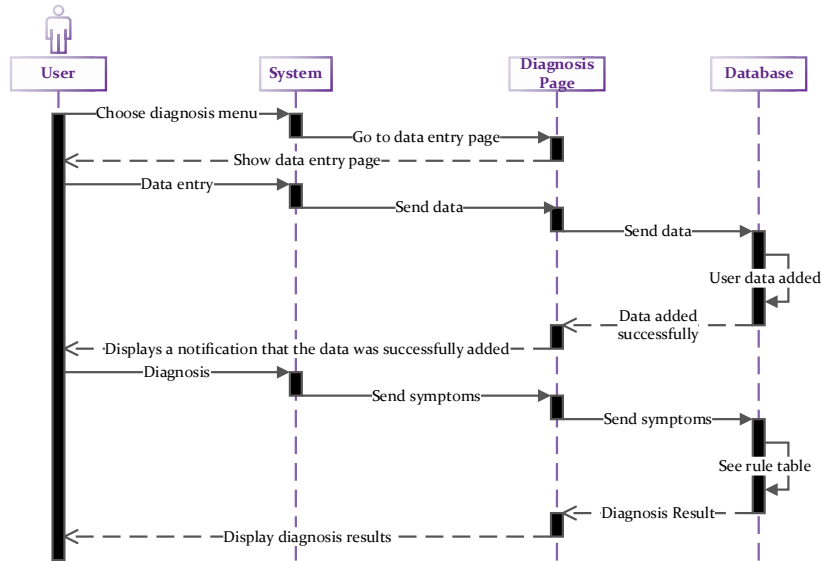 User
System
Diagnosis
Page
Database
Choose diagnosis menu
Go to data entry page
Show data entry page
Data entry
Send data
Send data
User data added
Data added
successfully
Displays a notification that the data was successfully added
Diagnosis
Send symptoms
Send symptoms
See rule table
Diagnosis Result
Display diagnosis results